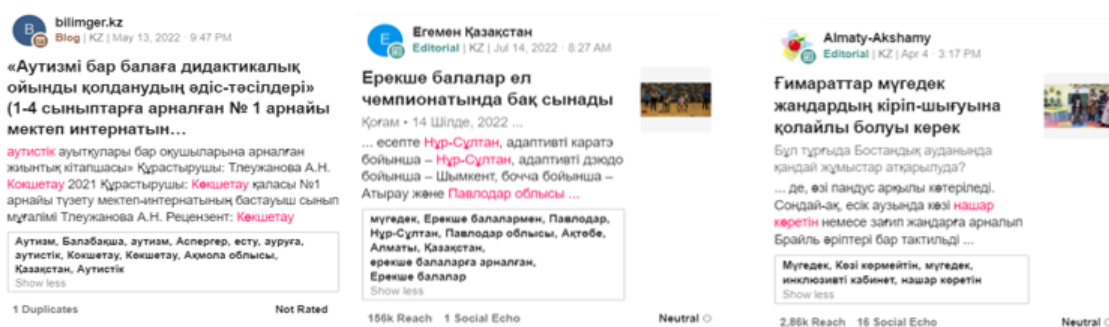 bilimger.kz
Blog | KZ | May 13, 2022 · 9:47 PM
«Аутизмі бар балаға дидактикалық
ойынды қолданудың әдіс-тәсілдері»
(1-4 сыныптарға арналған № 1 арнайы
мектеп интернатын...
аутистік ауытқулары бар оқушыларына арналған
жиынтық кітапшасы» Құрастырушы: Тлеужанова А.Н.
Кокшетау 2021 Құрастырушы: Көкшетау қаласы №1
арнайы түзету мектеп-интернатының бастауыш сынып
мұғалімі Тлеужанова А.Н. Рецензент: Көкшетау
Аутизм, Балабақша, аутизм, Аспергер, есту, ауруға,
аутистік, Кокшетау, Көкшетау, Ақмола облысы,
Қазақстан, Аутистік
Show less
1 Duplicates
Not Rated
Егемен Қазақстан
Editorial | KZ | Jul 14, 2022 · 8:27 AM
Ерекше балалар ел
чемпионатында бақ сынады
Қоғам • 14 Шілде, 2022 ...
... есепте Нұр-Сұлтан, адаптивті каратэ
бойынша – Нұр-Сұлтан, адаптивті дзюдо
бойынша – Шымкент, бочча бойынша –
Атырау және Павлодар облысы ...
мүгедек, Ерекше балалармен, Павлодар,
Нұр-Сұлтан, Павлодар облысы, Ақтөбе,
Алматы, Қазақстан,
ерекше балаларға арналған,
Ерекше балалар
Show less
156k Reach 1 Social Echo
Neutral
Almaty-Akshamy
Editorial | KZ | Apr 4 · 3:17 PM
Ғимараттар мүгедек
жандардың кіріп-шығуына
қолайлы болуы керек
Бұл тұрғыда Бостандық ауданында
қандай жұмыстар атқарылуда?
... де, өзі пандус арқылы көтеріледі.
Сондай-ақ, есік аузында көзі нашар
көретін немесе зағип жандарға арналып
Брайль әріптері бар тактильді ...
Мүгедек, Көзі көрмейтін, мүгедек,
инклюзивті кабинет, нашар көретін
Show less
2,86k Reach 16 Social Echo
Neutral